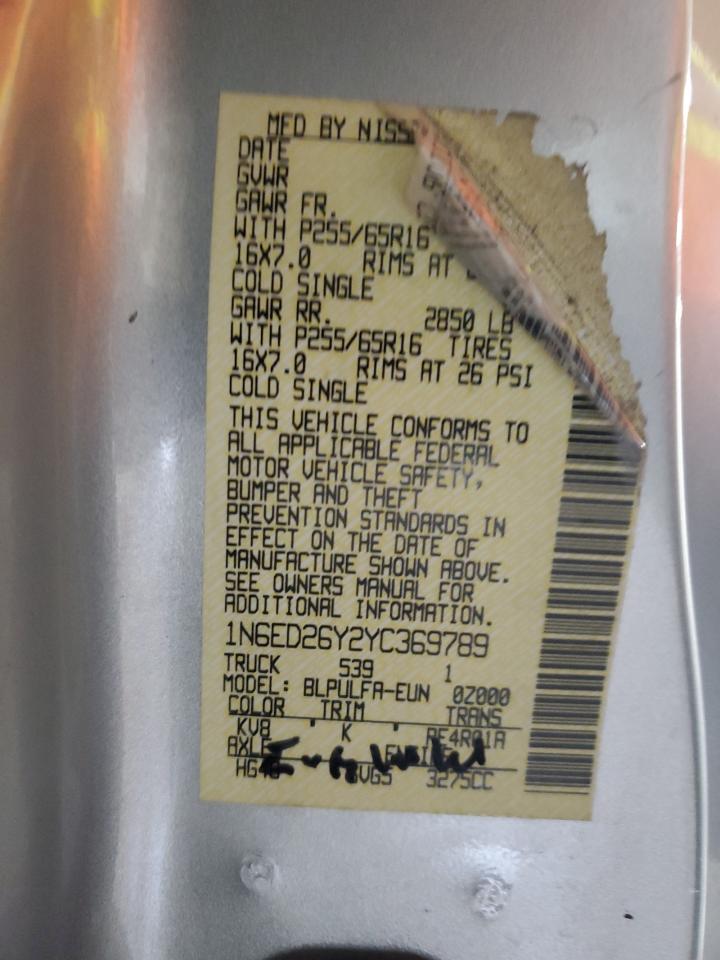 MFD BY NISS
DATE
GVWR
GAWR FR.
WITH P255/65R16
16X7.0 RIMS AT
COLD SINGLE
GAWR RR. 2850 LB
WITH P255/65R16 TIRES
16X7.0 RIMS AT 26 PSI
COLD SINGLE
THIS VEHICLE CONFORMS TO
ALL APPLICABLE FEDERAL
MOTOR VEHICLE SAFETY,
BUMPER AND THEFT
PREVENTION STANDARDS IN
EFFECT ON THE DATE OF
MANUFACTURE SHOWN ABOVE.
SEE OWNERS MANUAL FOR
ADDITIONAL INFORMATION.
1N6ED26Y2YC369789
TRUCK 539 1
MODEL: BLPULFA-EUN 0Z000
COLOR TRIM TRANS
KV8 K RE4R01A
AXLE ENGINE
3275CC